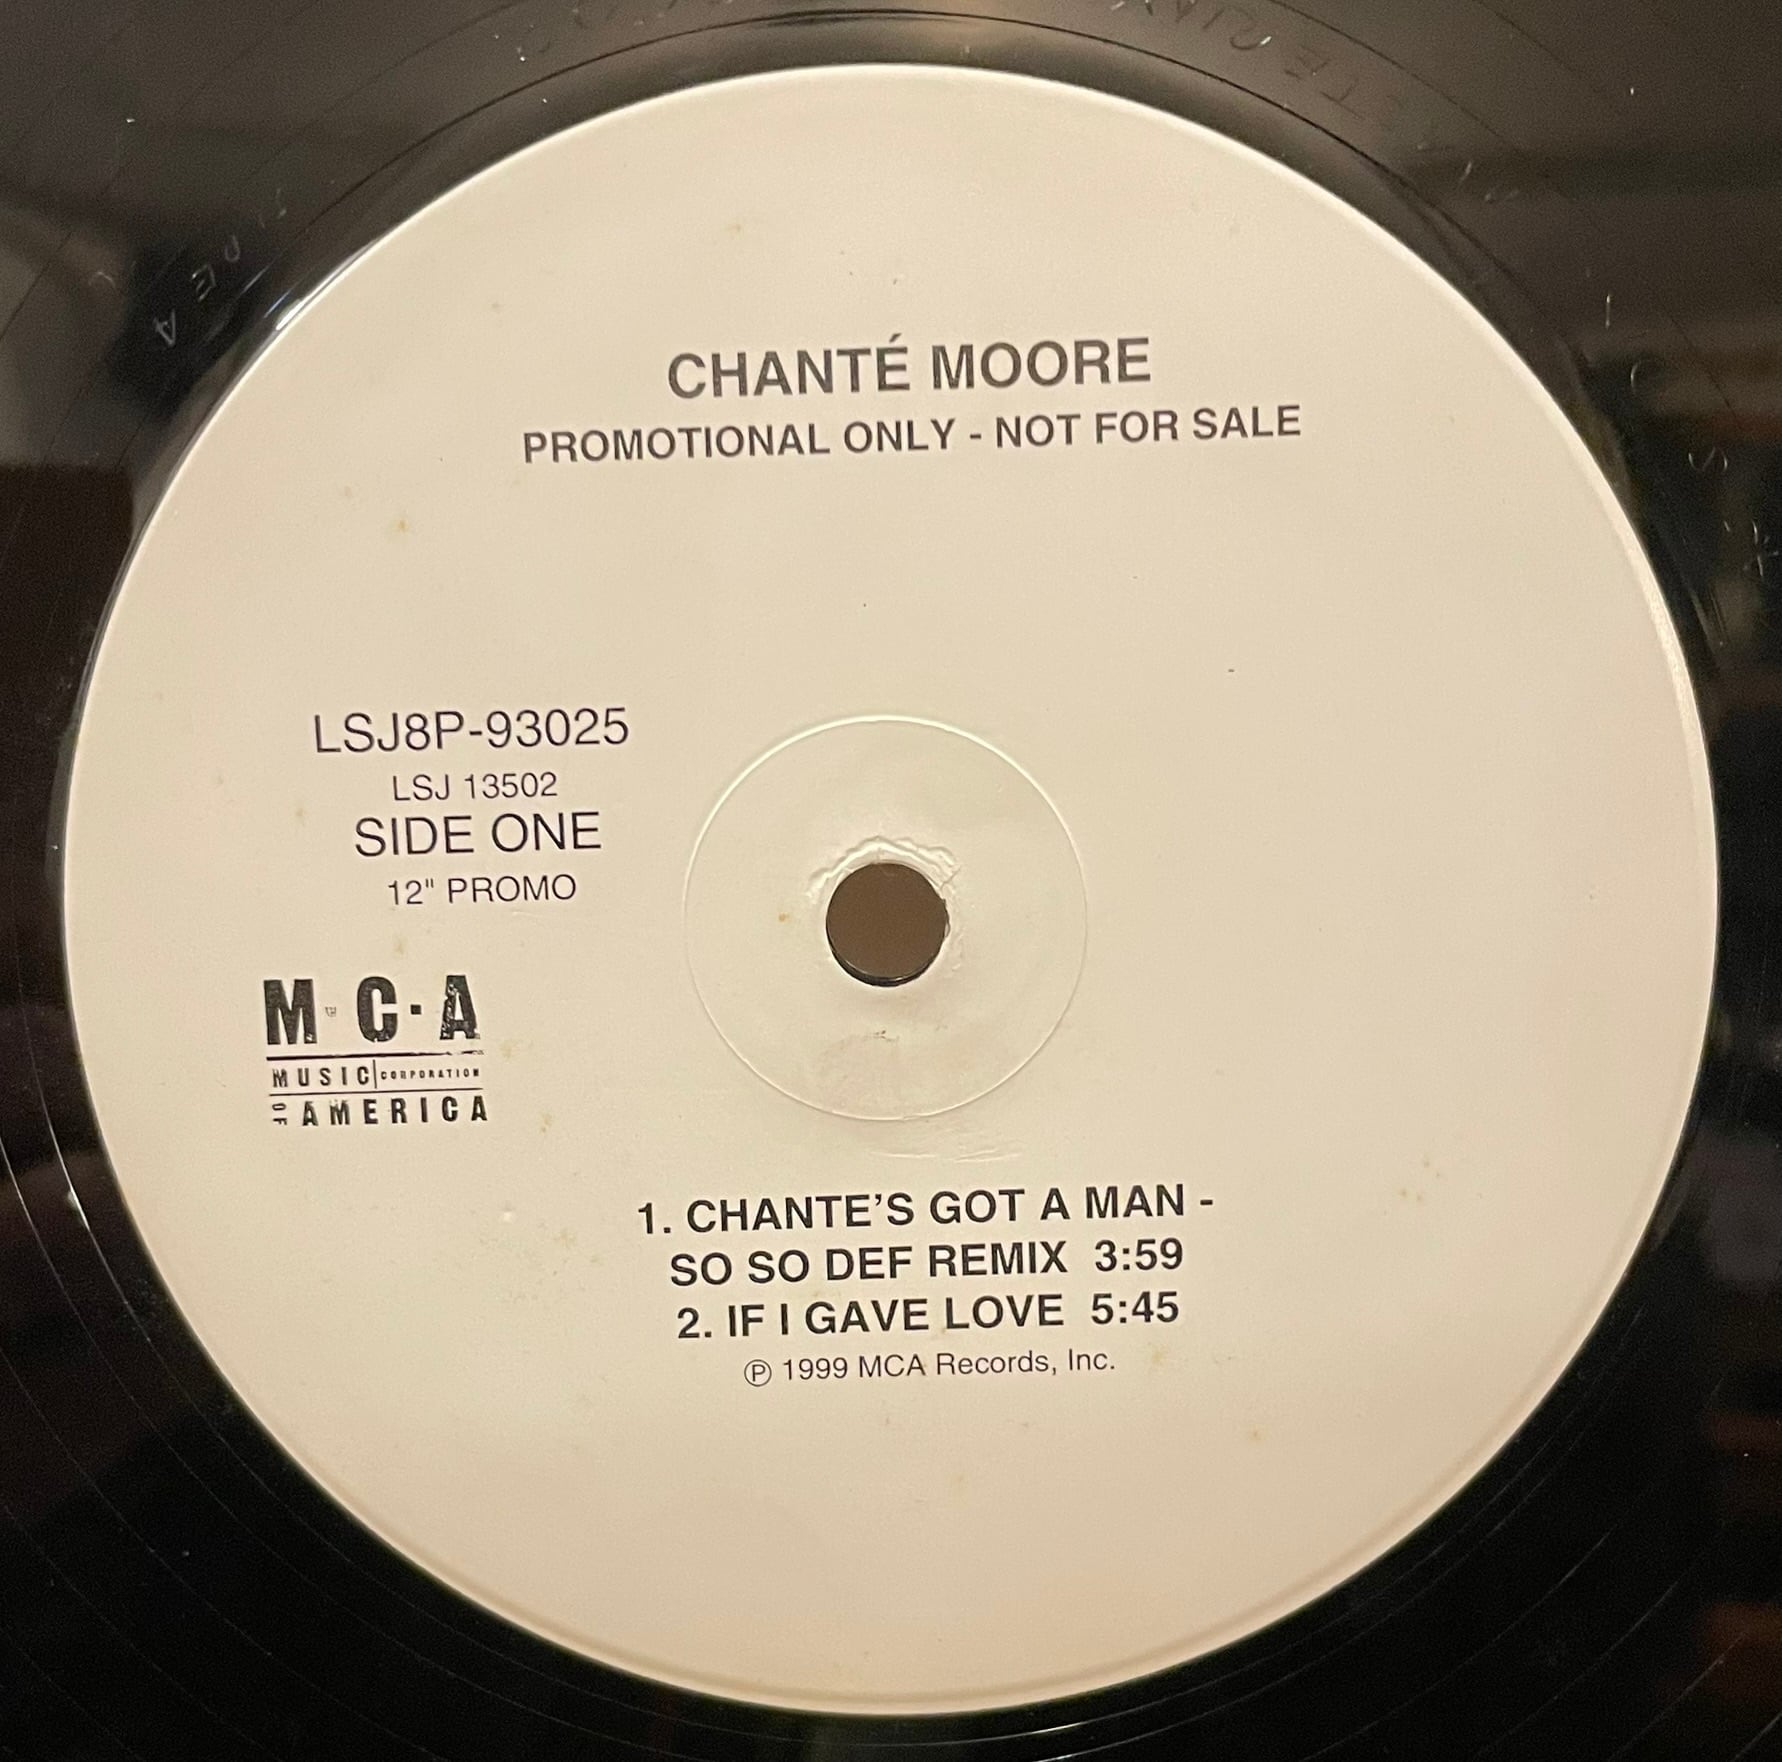 CHANTÉ MOORE
PROMOTIONAL ONLY - NOT FOR SALE
LSJ8P-93025
LSJ 13502
SIDE ONE
12" PROMO
M·C·A
MUSIC CORPORATION
OF AMERICA
1. CHANTE'S GOT A MAN -
SO SO DEF REMIX 3:59
2. IF I GAVE LOVE 5:45
℗ 1999 MCA Records, Inc.